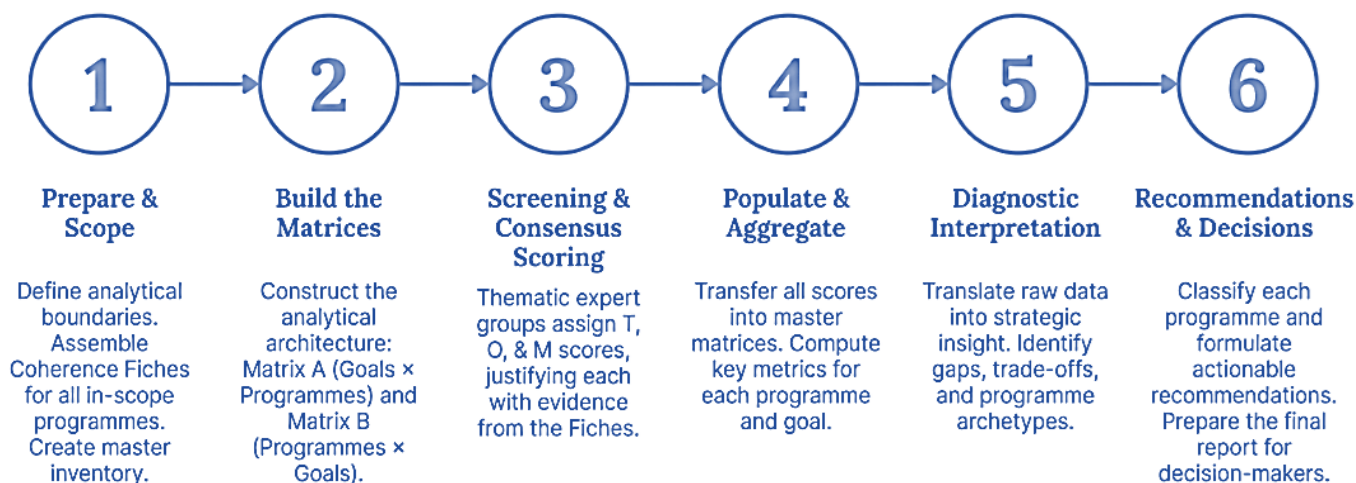 1
Prepare &
Scope
Define analytical
boundaries.
Assemble
Coherence Fiches
for all in-scope
programmes.
Create master
inventory.
2
Build the
Matrices
Construct the
analytical
architecture:
Matrix A (Goals ×
Programmes) and
Matrix B
(Programmes ×
Goals).
3
Screening &
Consensus
Scoring
Thematic expert
groups assign T,
O, & M scores,
justifying each
with evidence
from the Fiches.
4
Populate &
Aggregate
Transfer all scores
into master
matrices. Compute
key metrics for
each programme
and goal.
5
Diagnostic
Interpretation
Translate raw data
into strategic
insight. Identify
gaps, trade-offs,
and programme
archetypes.
6
Recommendations
& Decisions
Classify each
programme and
formulate
actionable
recommendations.
Prepare the final
report for
decision-makers.